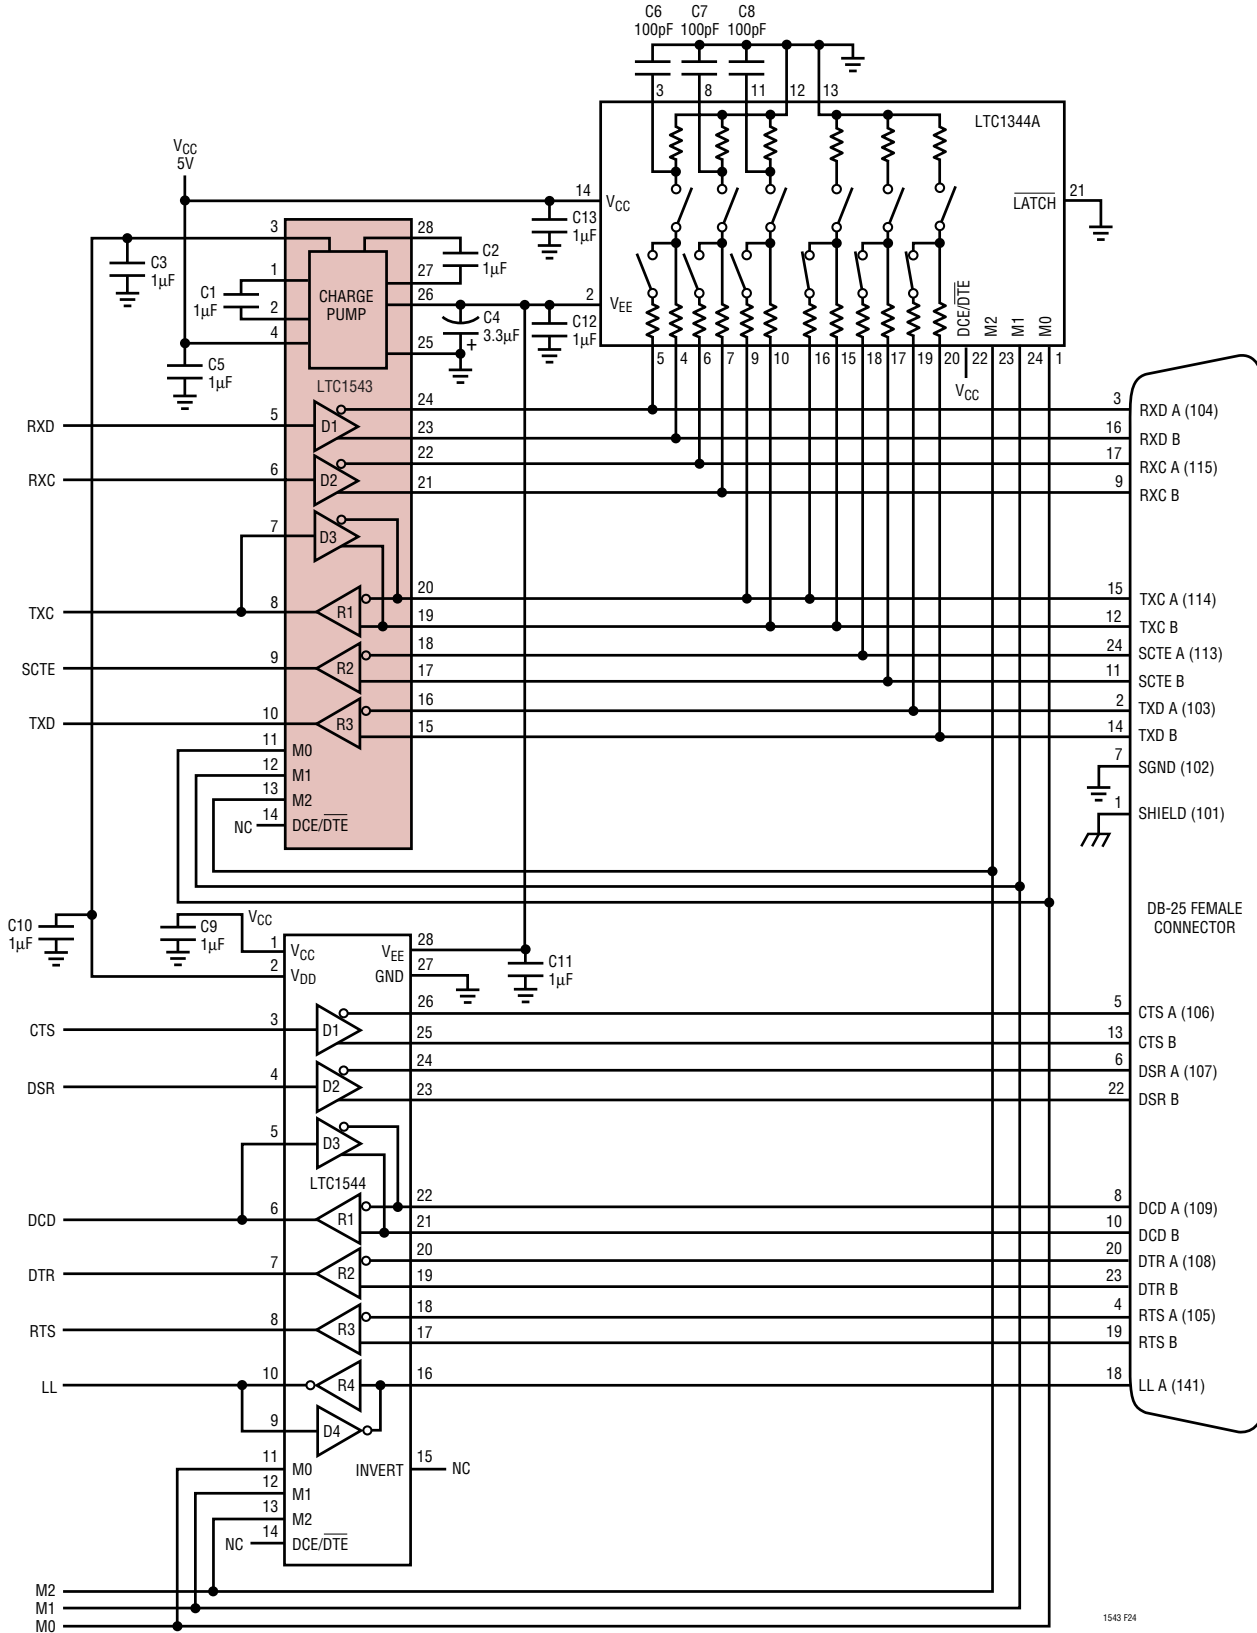 C6 C7 C8
100pF 100pF 100pF
3 8 11 12 13
LTC1344A
VCC
5V
14 VCC
LATCH 21
C13
1µF
3 28
C3
1µF
C2
1µF
1 27
C1
1µF
CHARGE
PUMP
26 2 VEE
2
4
C4
3.3µF
+
C12
1µF
25
C5
1µF
LTC1543
DCE/DTE M2 M1 M0
5 4 6 7 9 10 16 15 18 17 19 20 22 23 24 1
VCC
RXD 5 D1 24 3 RXD A (104)
23 16 RXD B
RXC 6 D2 22 17 RXC A (115)
21 9 RXC B
7 D3
TXC 8 R1 20 15 TXC A (114)
19 12 TXC B
SCTE 9 R2 18 24 SCTE A (113)
17 11 SCTE B
TXD 10 R3 16 2 TXD A (103)
15 14 TXD B
11 M0
12 M1
13 M2
NC 14 DCE/DTE
7 SGND (102)
1 SHIELD (101)
DB-25 FEMALE
CONNECTOR
C10
1µF
C9
1µF
VCC
1 VCC VEE 28
2 VDD GND 27
C11
1µF
CTS 3 D1 26 5 CTS A (106)
25 13 CTS B
DSR 4 D2 24 6 DSR A (107)
23 22 DSR B
5 D3
LTC1544
DCD 6 R1 22 8 DCD A (109)
21 10 DCD B
DTR 7 R2 20 20 DTR A (108)
19 23 DTR B
RTS 8 R3 18 4 RTS A (105)
17 19 RTS B
LL 10 R4 16 18 LL A (141)
9 D4
11 M0 INVERT 15 NC
12 M1
13 M2
NC 14 DCE/DTE
M2
M1
M0
1543 F24